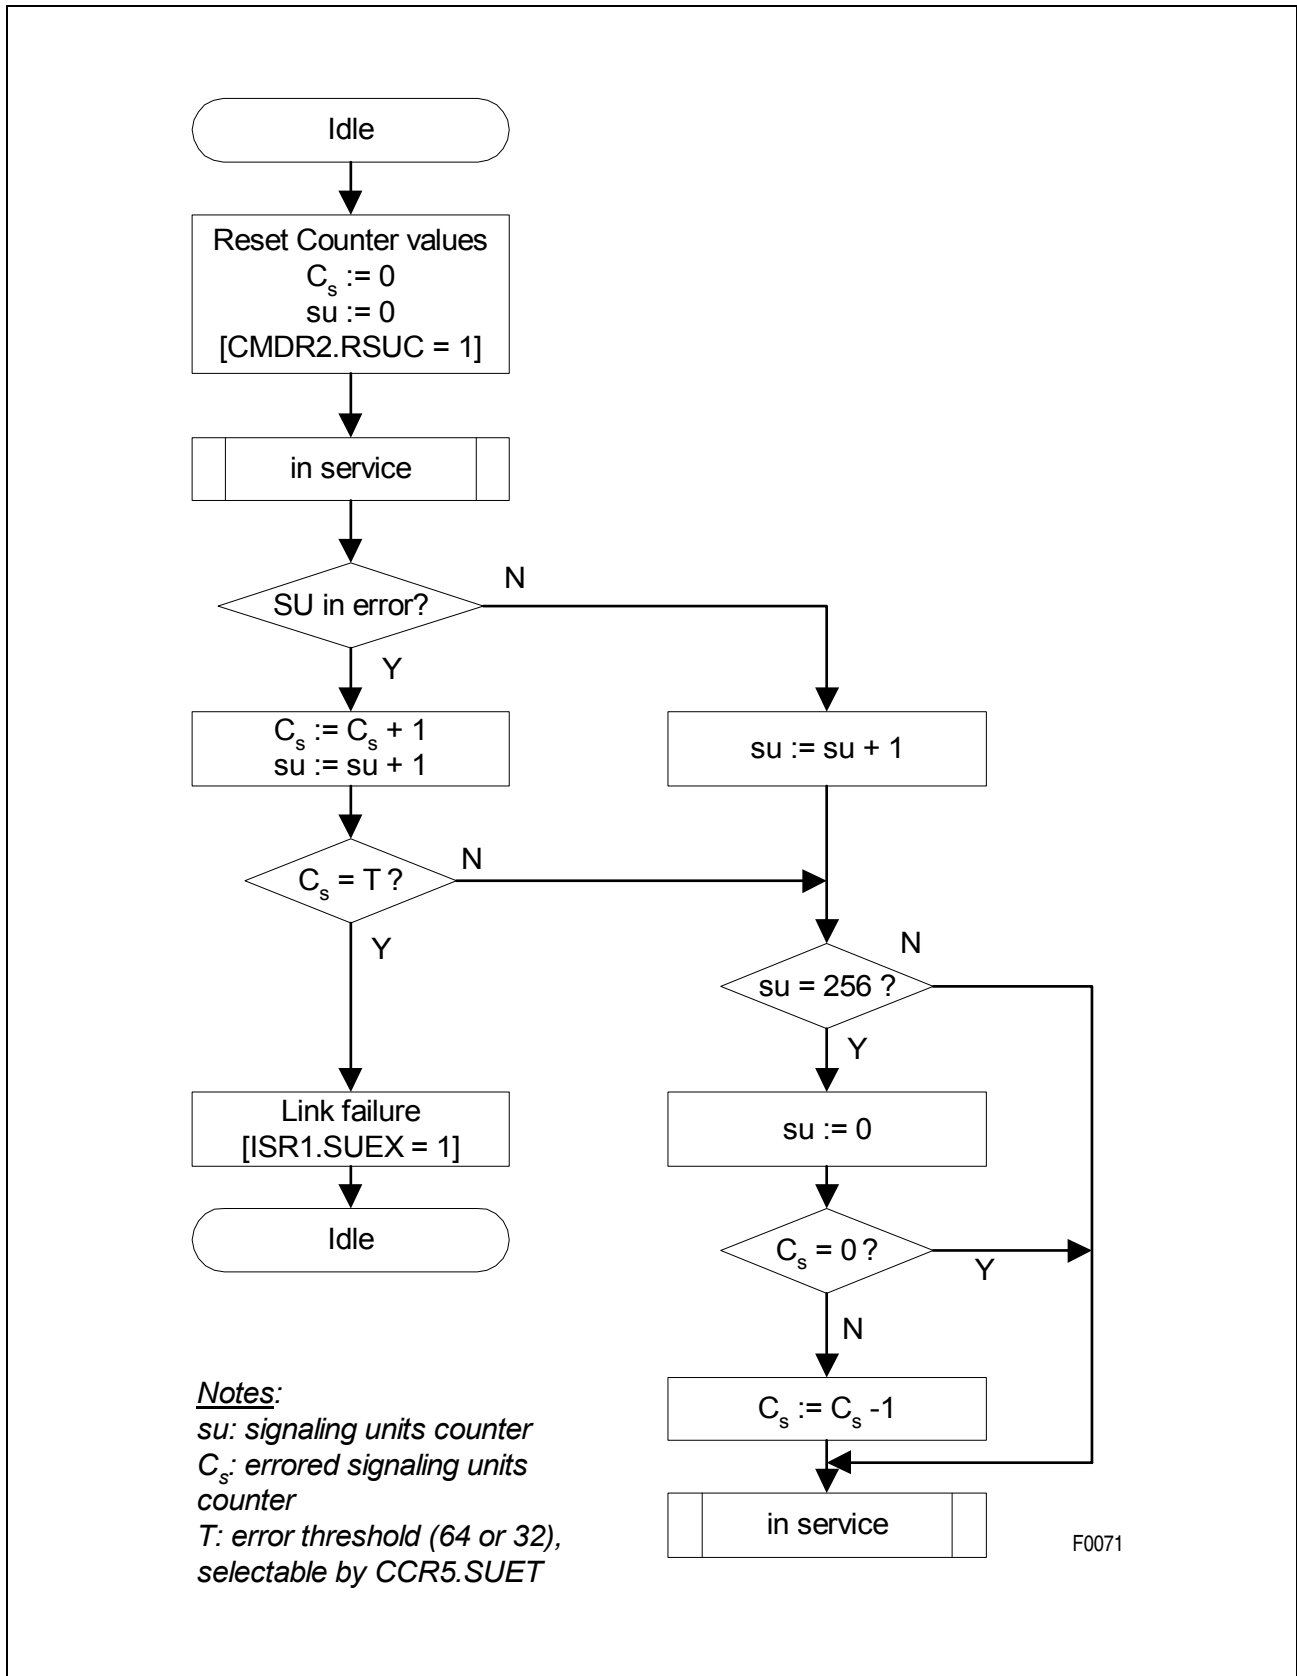 Idle
Reset Counter values
Cs := 0
su := 0
[CMDR2.RSUC = 1]
in service
SU in error?
N
Y
Cs := Cs + 1
su := su + 1
su := su + 1
Cs = T ?
N
Y
su = 256 ?
N
Y
Link failure
[ISR1.SUEX = 1]
su := 0
Idle
Cs = 0 ?
Y
N
Cs := Cs -1
in service
Notes:
su: signaling units counter
Cs: errored signaling units
counter
T: error threshold (64 or 32),
selectable by CCR5.SUET
F0071